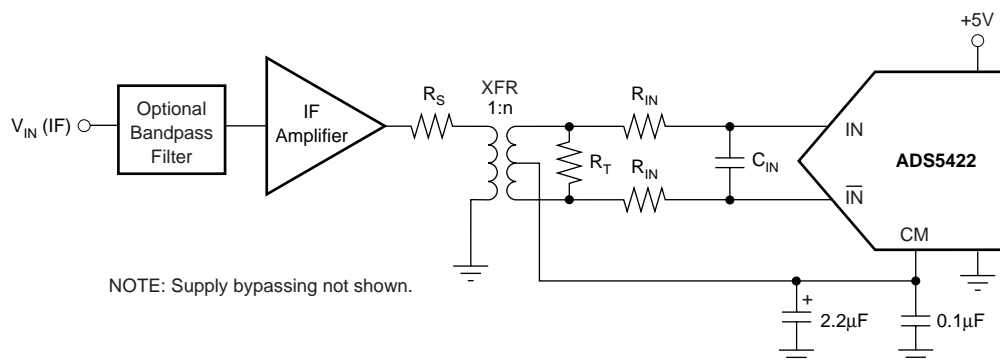 +5V
V_IN (IF)
Optional
Bandpass
Filter
IF
Amplifier
R_S
XFR
1:n
R_IN
R_T
R_IN
C_IN
IN
I̅N̅
ADS5422
CM
NOTE: Supply bypassing not shown.
+
2.2µF
0.1µF